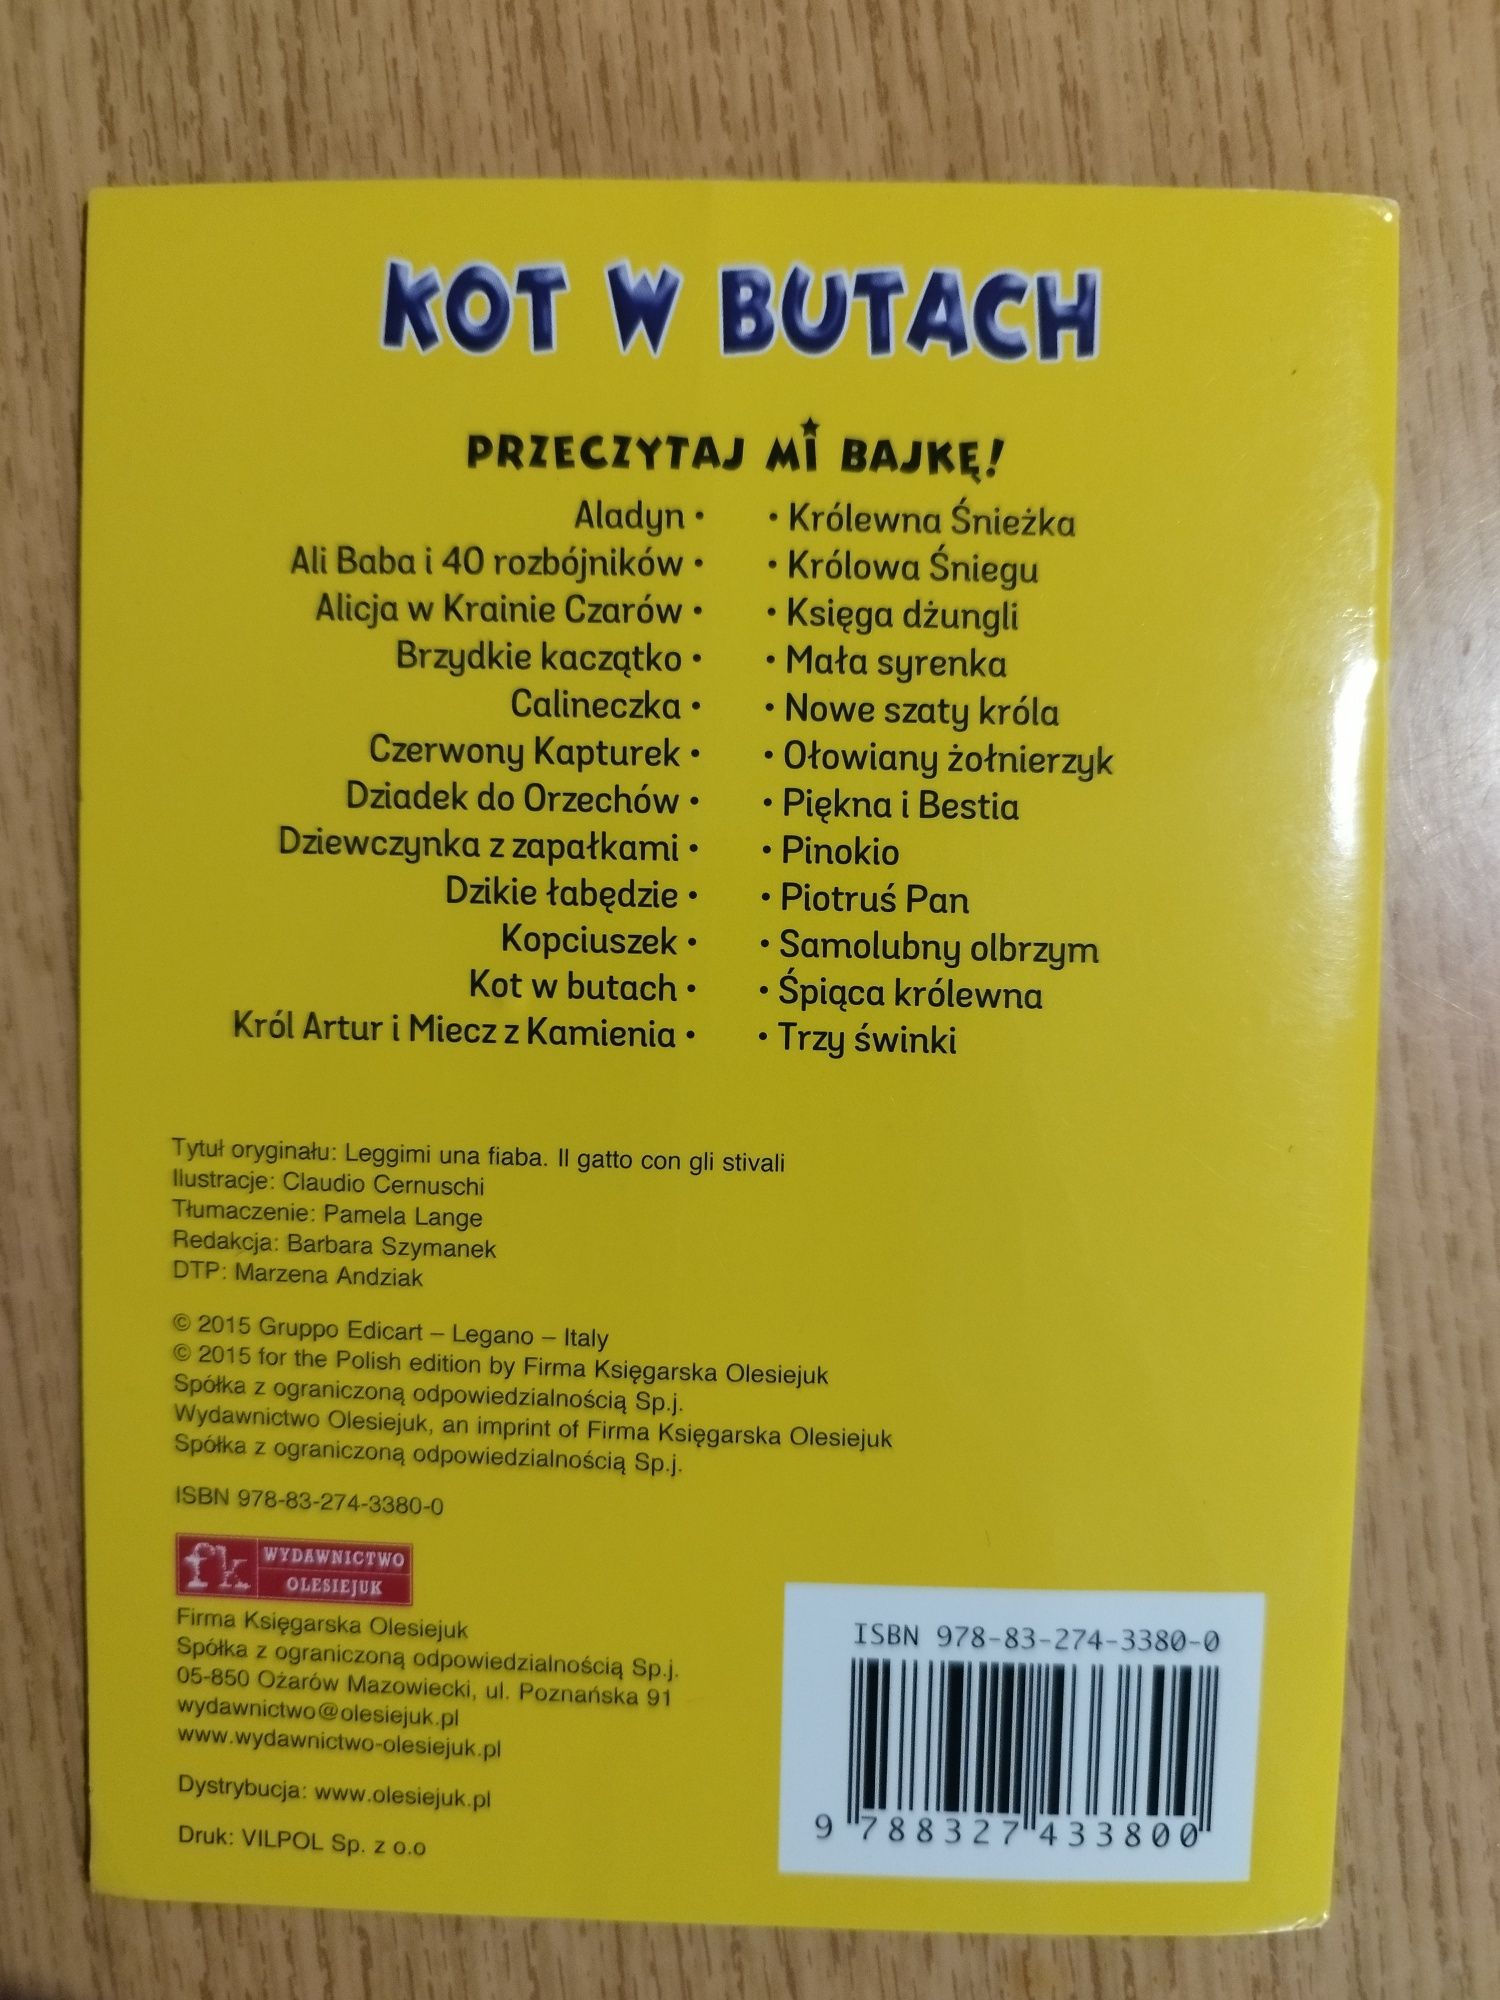 KOT W BUTACH
PRZECZYTAJ MI BAJKĘ!
Aladyn •
Ali Baba i 40 rozbójników •
Alicja w Krainie Czarów •
Brzydkie kaczątko •
Calineczka •
Czerwony Kapturek •
Dziadek do Orzechów •
Dziewczynka z zapałkami •
Dzikie łabędzie •
Kopciuszek •
Kot w butach •
Król Artur i Miecz z Kamienia •
• Królewna Śnieżka
• Królowa Śniegu
• Księga dżungli
• Mała syrenka
• Nowe szaty króla
• Ołowiany żołnierzyk
• Piękna i Bestia
• Pinokio
• Piotruś Pan
• Samolubny olbrzym
• Śpiąca królewna
• Trzy świnki
Tytuł oryginału: Leggimi una fiaba. Il gatto con gli stivali
Ilustracje: Claudio Cernuschi
Tłumaczenie: Pamela Lange
Redakcja: Barbara Szymanek
DTP: Marzena Andziak
© 2015 Gruppo Edicart – Legano – Italy
© 2015 for the Polish edition by Firma Księgarska Olesiejuk
Spółka z ograniczoną odpowiedzialnością Sp.j.
Wydawnictwo Olesiejuk, an imprint of Firma Księgarska Olesiejuk
Spółka z ograniczoną odpowiedzialnością Sp.j.
ISBN 978-83-274-3380-0
fk WYDAWNICTWO
OLESIEJUK
Firma Księgarska Olesiejuk
Spółka z ograniczoną odpowiedzialnością Sp.j.
05-850 Ożarów Mazowiecki, ul. Poznańska 91
wydawnictwo@olesiejuk.pl
www.wydawnictwo-olesiejuk.pl
Dystrybucja: www.olesiejuk.pl
Druk: VILPOL Sp. z o.o
ISBN 978-83-274-3380-0
9 788327 433800